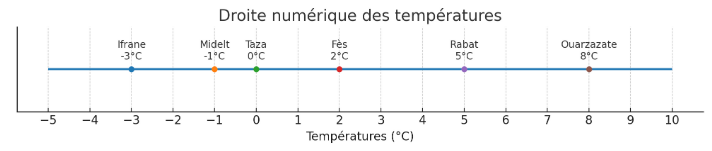 Droite numérique des températures
Ifrane Midelt Taza Fès Rabat Ouarzazate
-3°C -1°C 0°C 2°C 5°C 8°C
−5 −4 −3 −2 −1 0 1 2 3 4 5 6 7 8 9 10
Températures (°C)